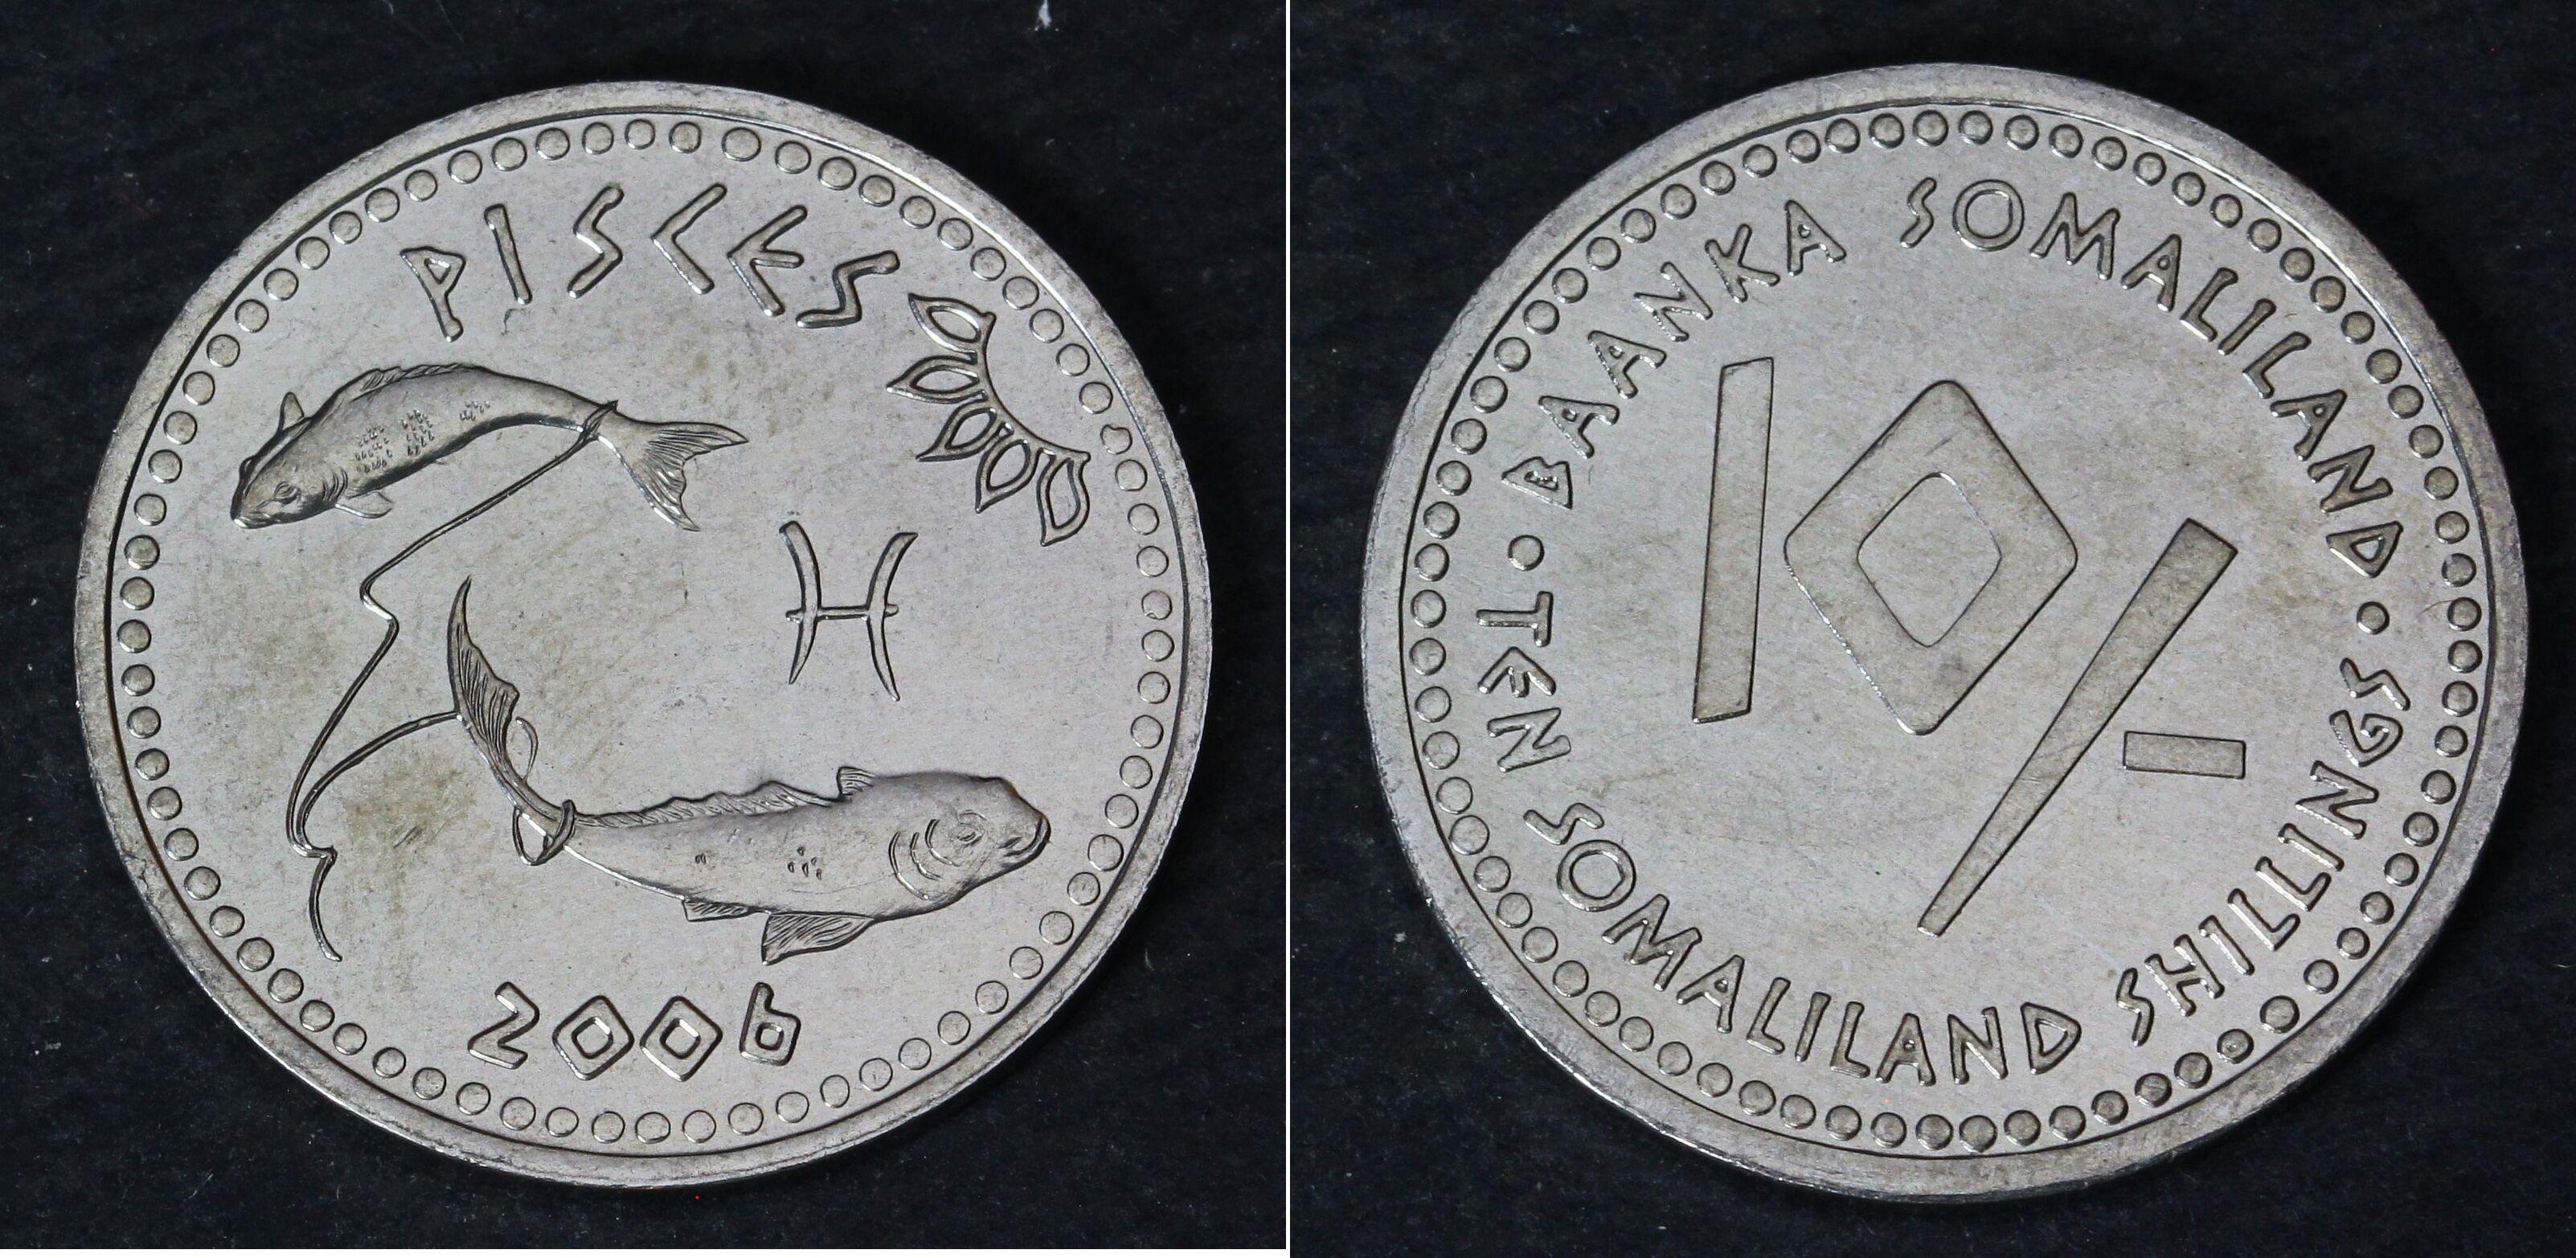 PISCES
♓
2006
BAANKA SOMALILAND
10/-
TEN SOMALILAND SHILLINGS